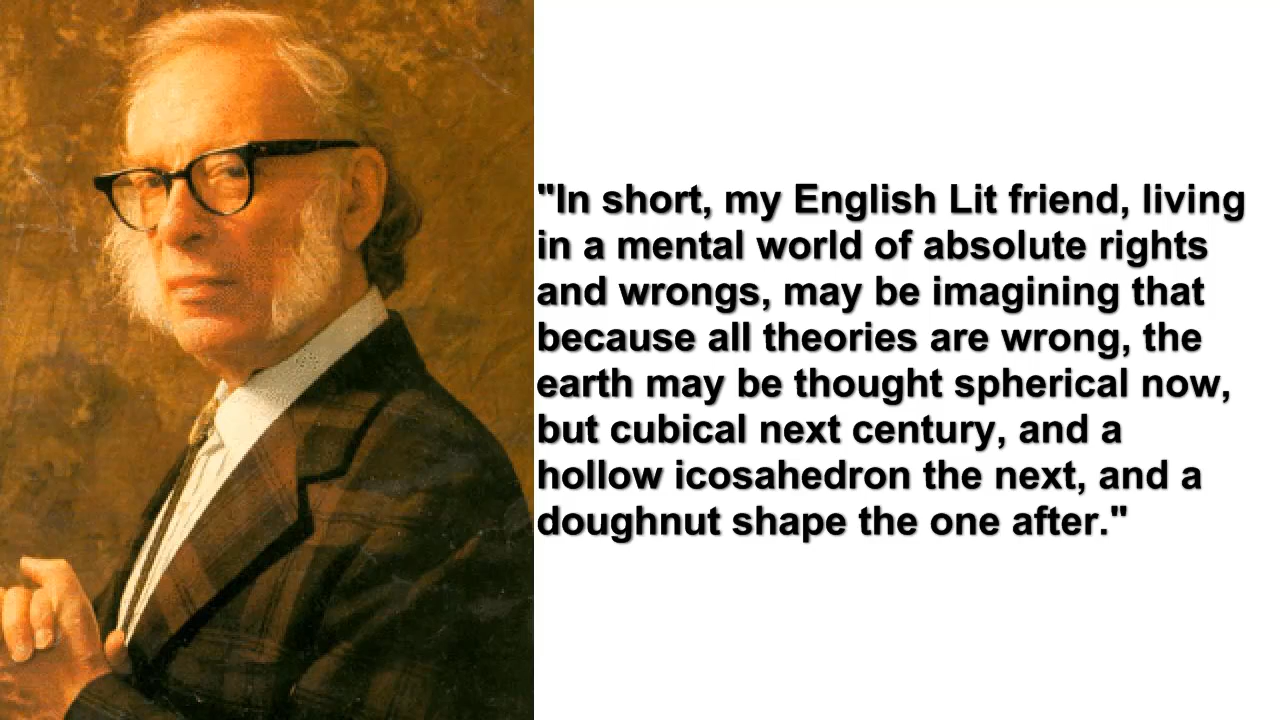 "In short, my English Lit friend, living
in a mental world of absolute rights
and wrongs, may be imagining that
because all theories are wrong, the
earth may be thought spherical now,
but cubical next century, and a
hollow icosahedron the next, and a
doughnut shape the one after."